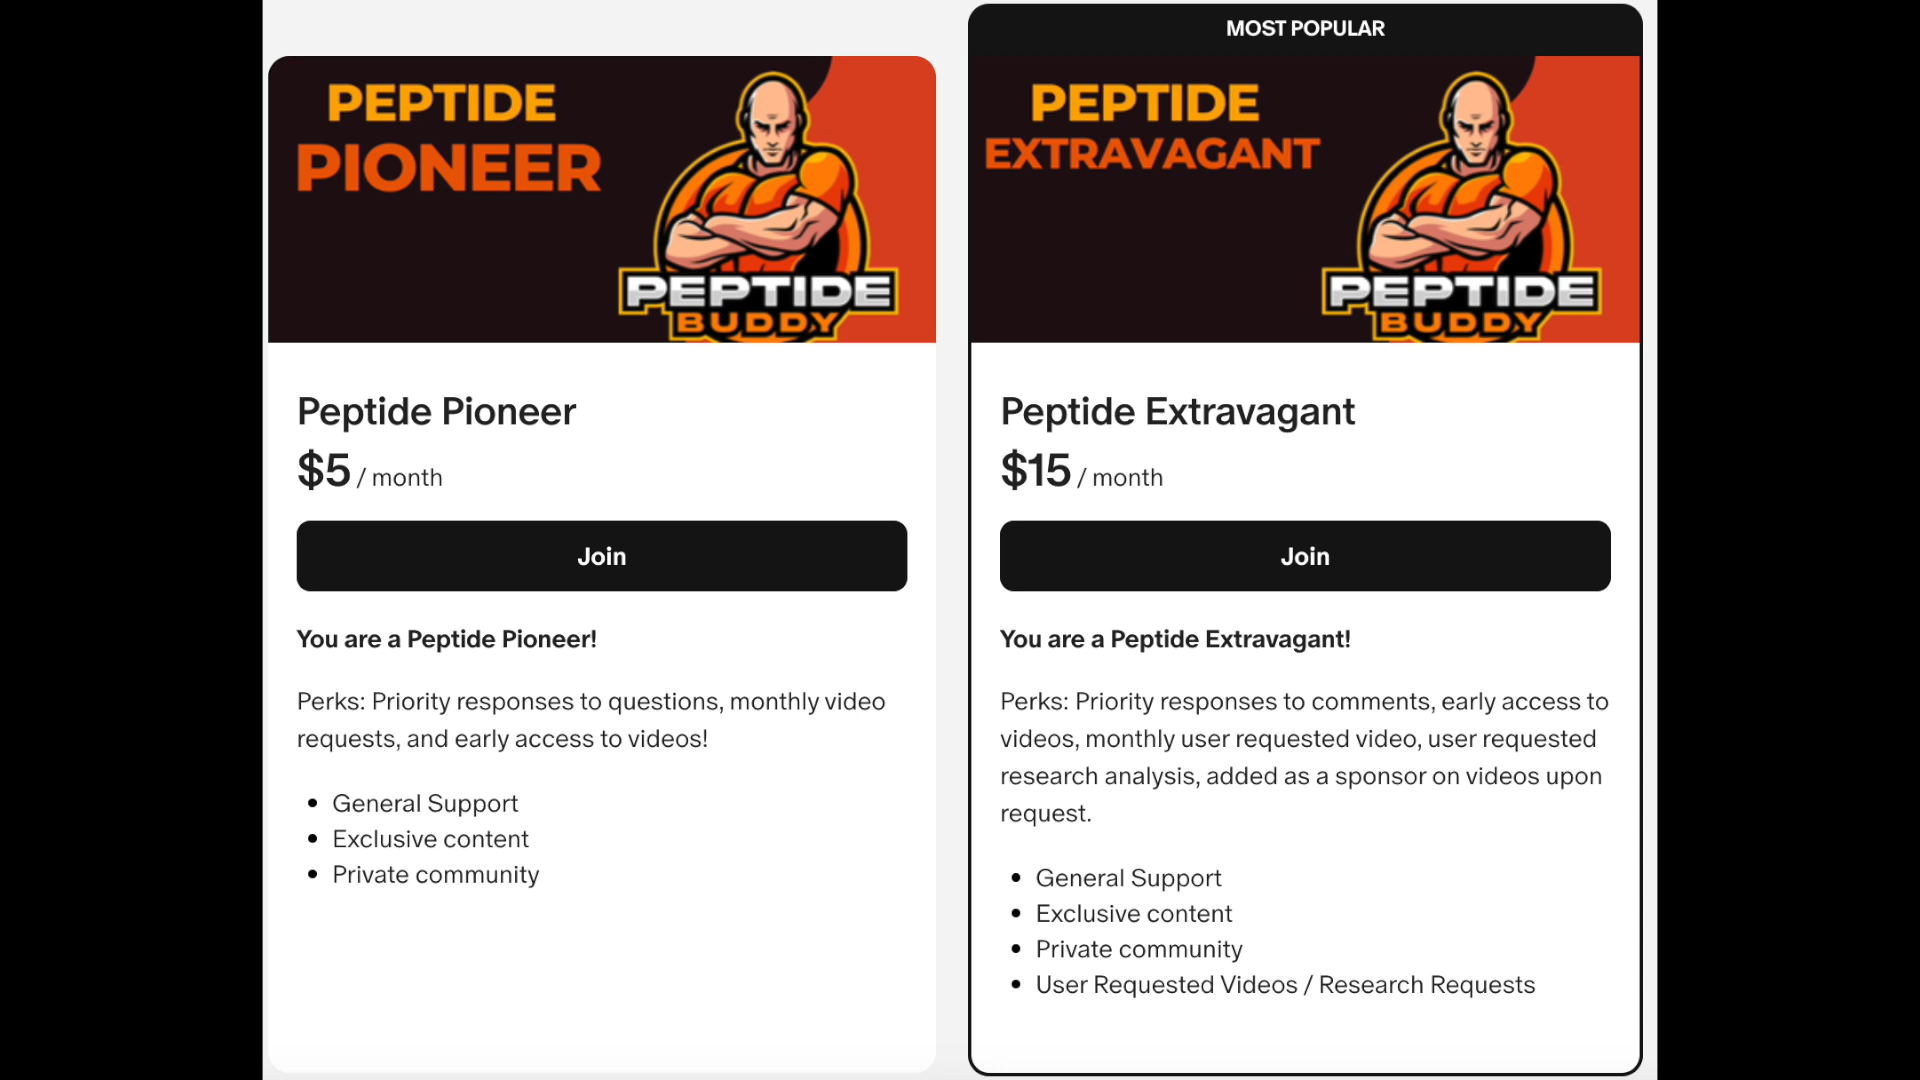 PEPTIDE
PIONEER
PEPTIDE
BUDDY
Peptide Pioneer
$5 / month
Join
You are a Peptide Pioneer!
Perks: Priority responses to questions, monthly video
requests, and early access to videos!
• General Support
• Exclusive content
• Private community
MOST POPULAR
PEPTIDE
EXTRAVAGANT
PEPTIDE
BUDDY
Peptide Extravagant
$15 / month
Join
You are a Peptide Extravagant!
Perks: Priority responses to comments, early access to
videos, monthly user requested video, user requested
research analysis, added as a sponsor on videos upon
request.
• General Support
• Exclusive content
• Private community
• User Requested Videos / Research Requests